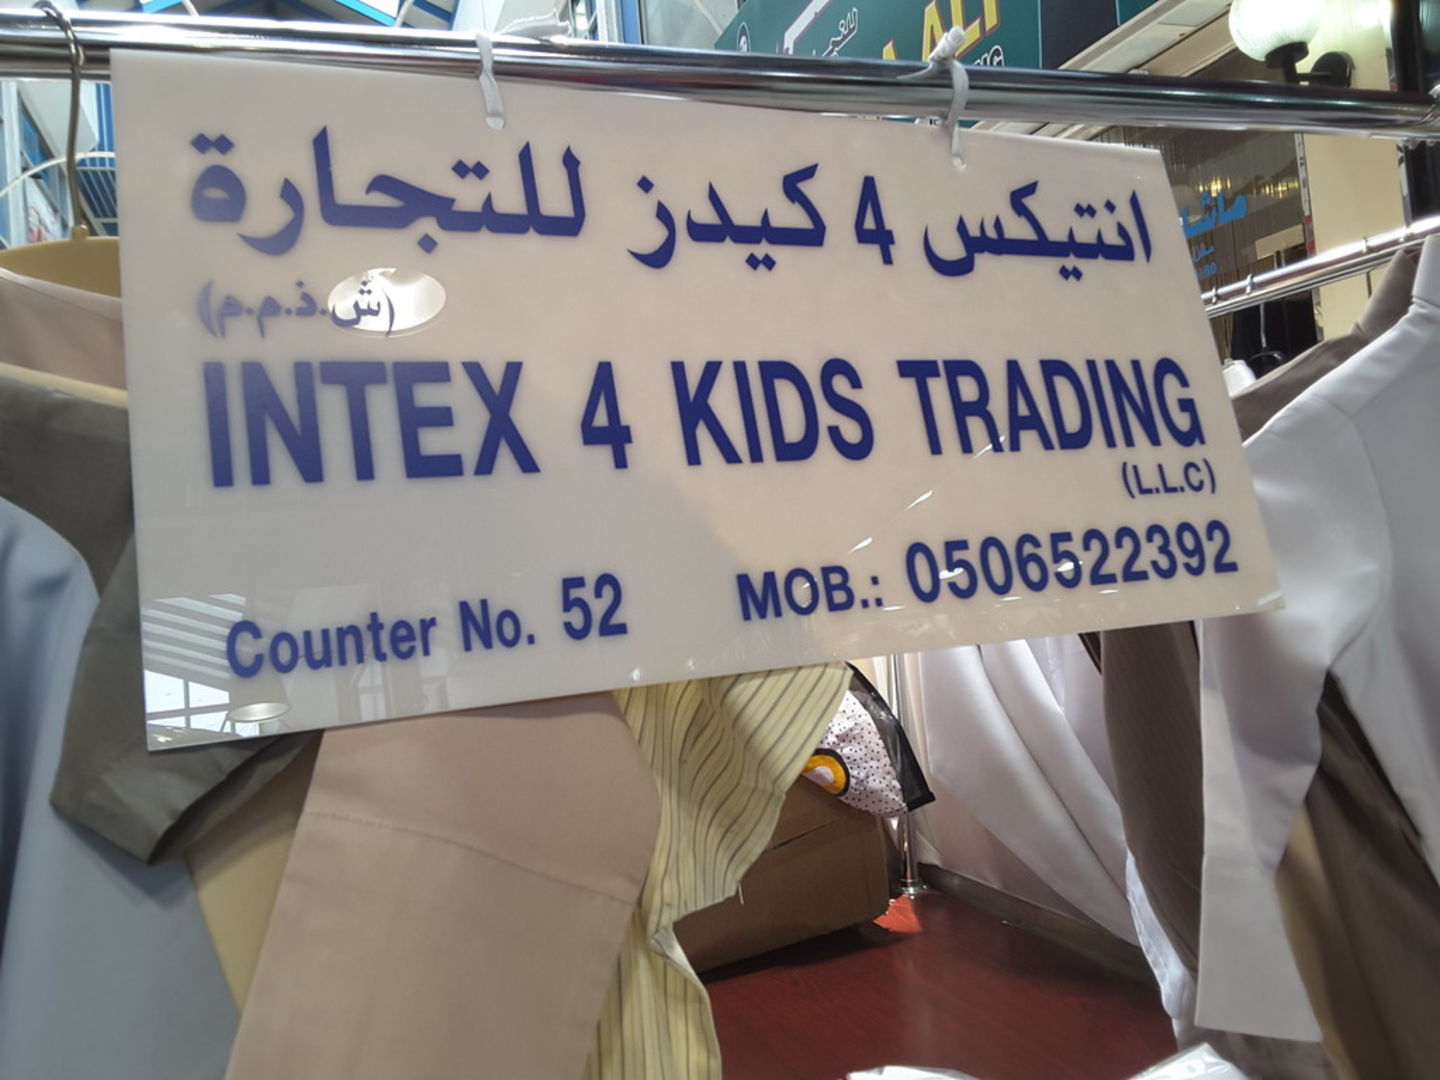 انتيكس 4 كيدز للتجارة
(ش.ذ.م.م)
INTEX 4 KIDS TRADING
(L.L.C)
Counter No. 52 MOB.: 0506522392